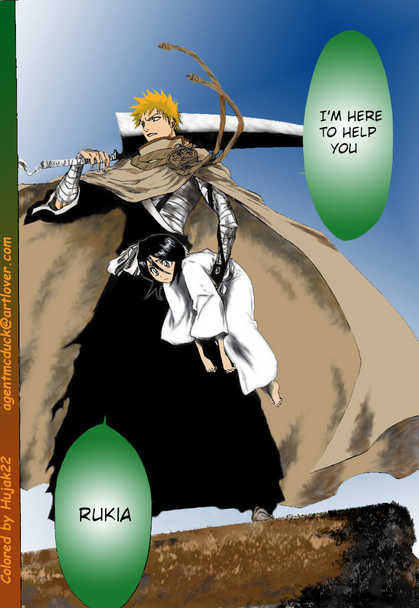 I'M HERE
TO HELP
YOU
RUKIA
Colored by Hujak22
agentmcduck@artlover.com